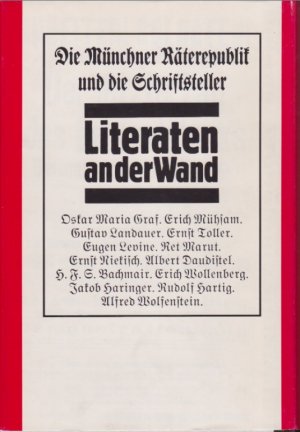 Die Münchner Räterepublik
und die Schriftsteller
Literaten
an der Wand
Oskar Maria Graf. Erich Mühsam.
Gustav Landauer. Ernst Toller.
Eugen Levine. Ret Marut.
Ernst Niekisch. Albert Daudistel.
H. F. S. Bachmair. Erich Wollenberg.
Jakob Haringer. Rudolf Hartig.
Alfred Wolfenstein.